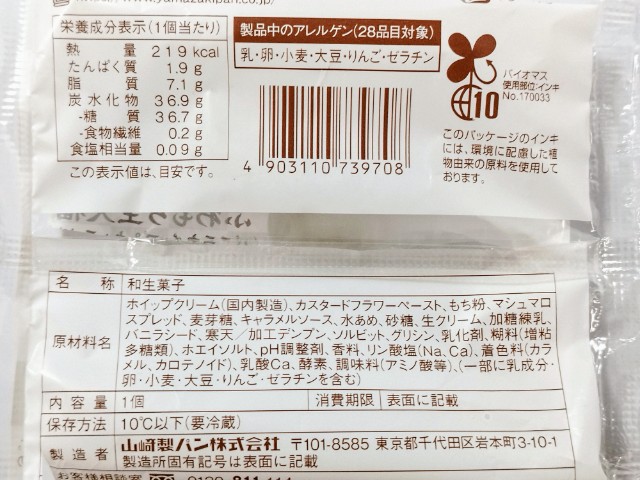 www.yamazakipan.co.jp/
栄養成分表示(1個当たり)
熱量 219 kcal
たんぱく質 1.9 g
脂質 7.1 g
炭水化物 36.9 g
-糖質 36.7 g
-食物繊維 0.2 g
食塩相当量 0.09 g
この表示値は、目安です。
製品中のアレルゲン(28品目対象)
乳・卵・小麦・大豆・りんご・ゼラチン
4 903110 739708
10
バイオマス
使用部位:インキ
No.170033
このパッケージのインキ
には、環境に配慮した植
物由来の原料を使用して
おります。
名称 和生菓子
原材料名
ホイップクリーム(国内製造)、カスタードフラワーペースト、もち粉、マシュマロ
スプレッド、麦芽糖、キャラメルソース、水あめ、砂糖、生クリーム、加糖練乳、
バニラシード、寒天／加工デンプン、ソルビット、グリシン、乳化剤、糊料(増粘
多糖類)、ホエイソルト、pH調整剤、香料、リン酸塩(Na、Ca)、着色料(カラ
メル、カロテノイド)、乳酸Ca、酵素、調味料(アミノ酸等)、(一部に乳成分・
卵・小麦・大豆・りんご・ゼラチンを含む)
内容量 1個 消費期限 表面に記載
保存方法 10℃以下(要冷蔵)
製造者 山崎製パン株式会社 〒101-8585 東京都千代田区岩本町3-10-1
製造所固有記号は表面に記載
お客様相談室